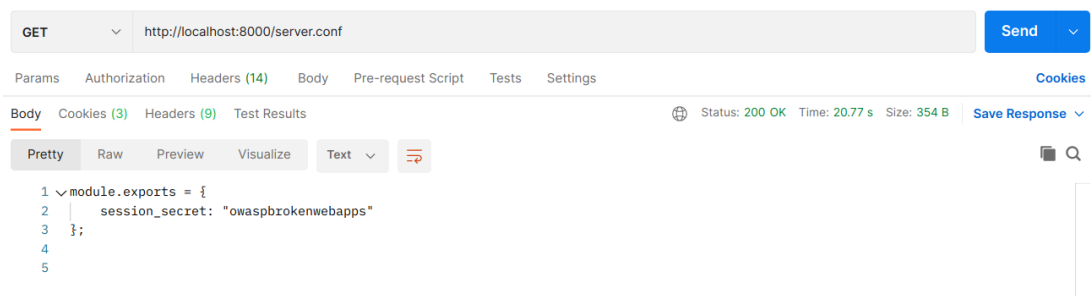 GET http://localhost:8000/server.conf Send
Params Authorization Headers (14) Body Pre-request Script Tests Settings Cookies
Body Cookies (3) Headers (9) Test Results Status: 200 OK Time: 20.77 s Size: 354 B Save Response
Pretty Raw Preview Visualize Text
1 module.exports = {
2 session_secret: "owaspbrokenwebapps"
3 };
4
5